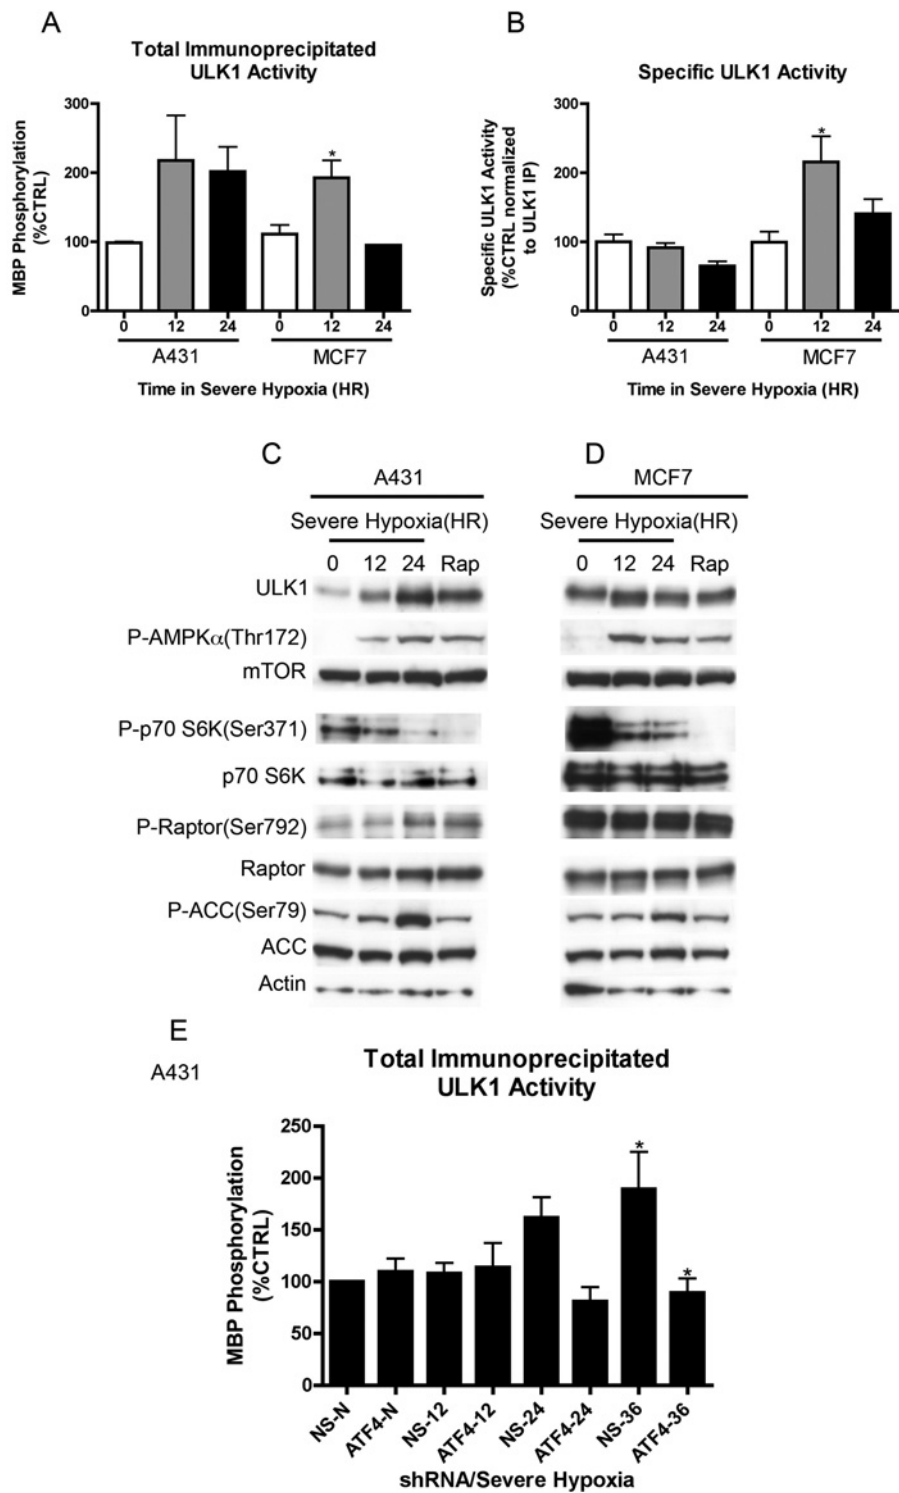 A
Total Immunoprecipitated
ULK1 Activity
MBP Phosphorylation
(%CTRL)
300
200
100
0
*
0 12 24 0 12 24
A431 MCF7
Time in Severe Hypoxia (HR)
B
Specific ULK1 Activity
Specific ULK1 Activity
(%CTRL normalized
to ULK1 IP)
300
200
100
0
*
0 12 24 0 12 24
A431 MCF7
Time in Severe Hypoxia (HR)
C D
A431 MCF7
Severe Hypoxia(HR) Severe Hypoxia(HR)
0 12 24 Rap 0 12 24 Rap
ULK1
P-AMPKα(Thr172)
mTOR
P-p70 S6K(Ser371)
p70 S6K
P-Raptor(Ser792)
Raptor
P-ACC(Ser79)
ACC
Actin
E
A431
Total Immunoprecipitated
ULK1 Activity
MBP Phosphorylation
(%CTRL)
250
200
150
100
50
0
* *
NS-N ATF4-N NS-12 ATF4-12 NS-24 ATF4-24 NS-36 ATF4-36
shRNA/Severe Hypoxia